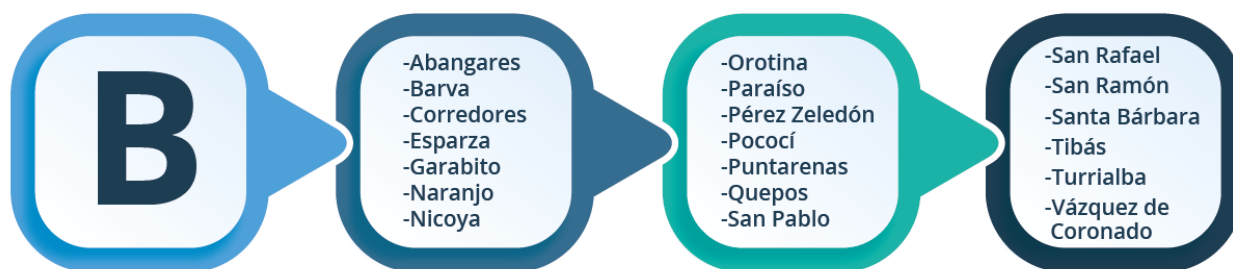 B
-Abangares
-Barva
-Corredores
-Esparza
-Garabito
-Naranjo
-Nicoya
-Orotina
-Paraíso
-Pérez Zeledón
-Pococí
-Puntarenas
-Quepos
-San Pablo
-San Rafael
-San Ramón
-Santa Bárbara
-Tibás
-Turrialba
-Vázquez de
Coronado